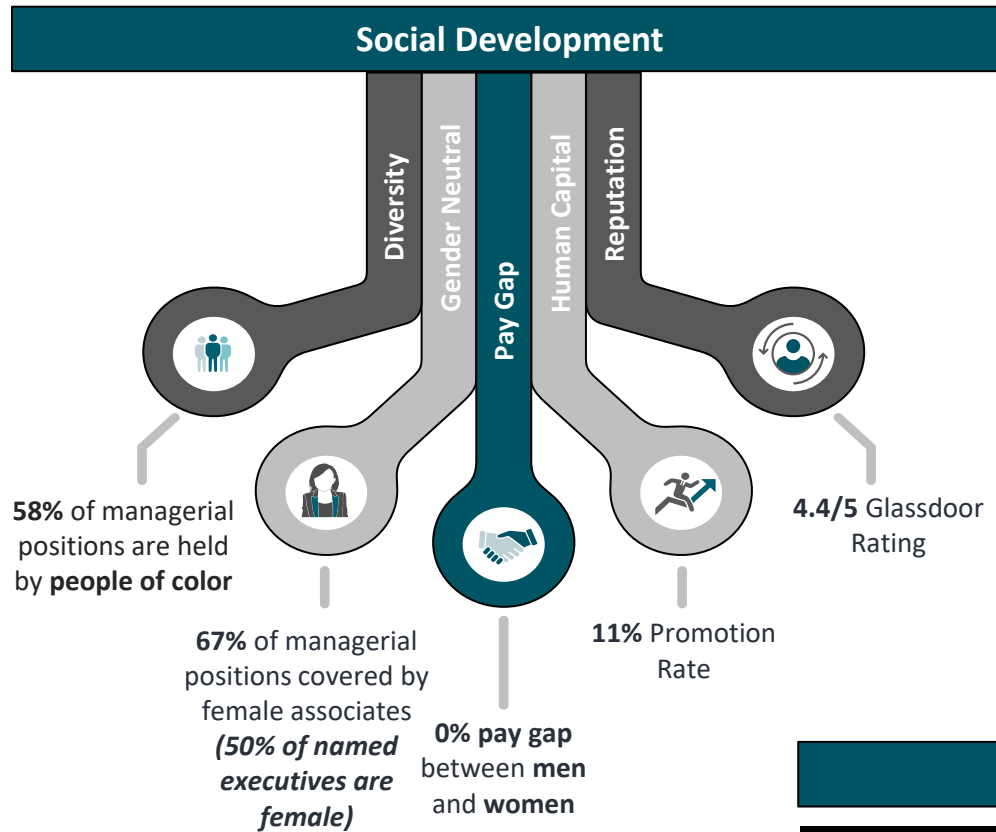 Social Development
Diversity
Gender Neutral
Pay Gap
Human Capital
Reputation
58% of managerial
positions are held
by people of color
67% of managerial
positions covered by
female associates
(50% of named
executives are
female)
0% pay gap
between men
and women
11% Promotion
Rate
4.4/5 Glassdoor
Rating